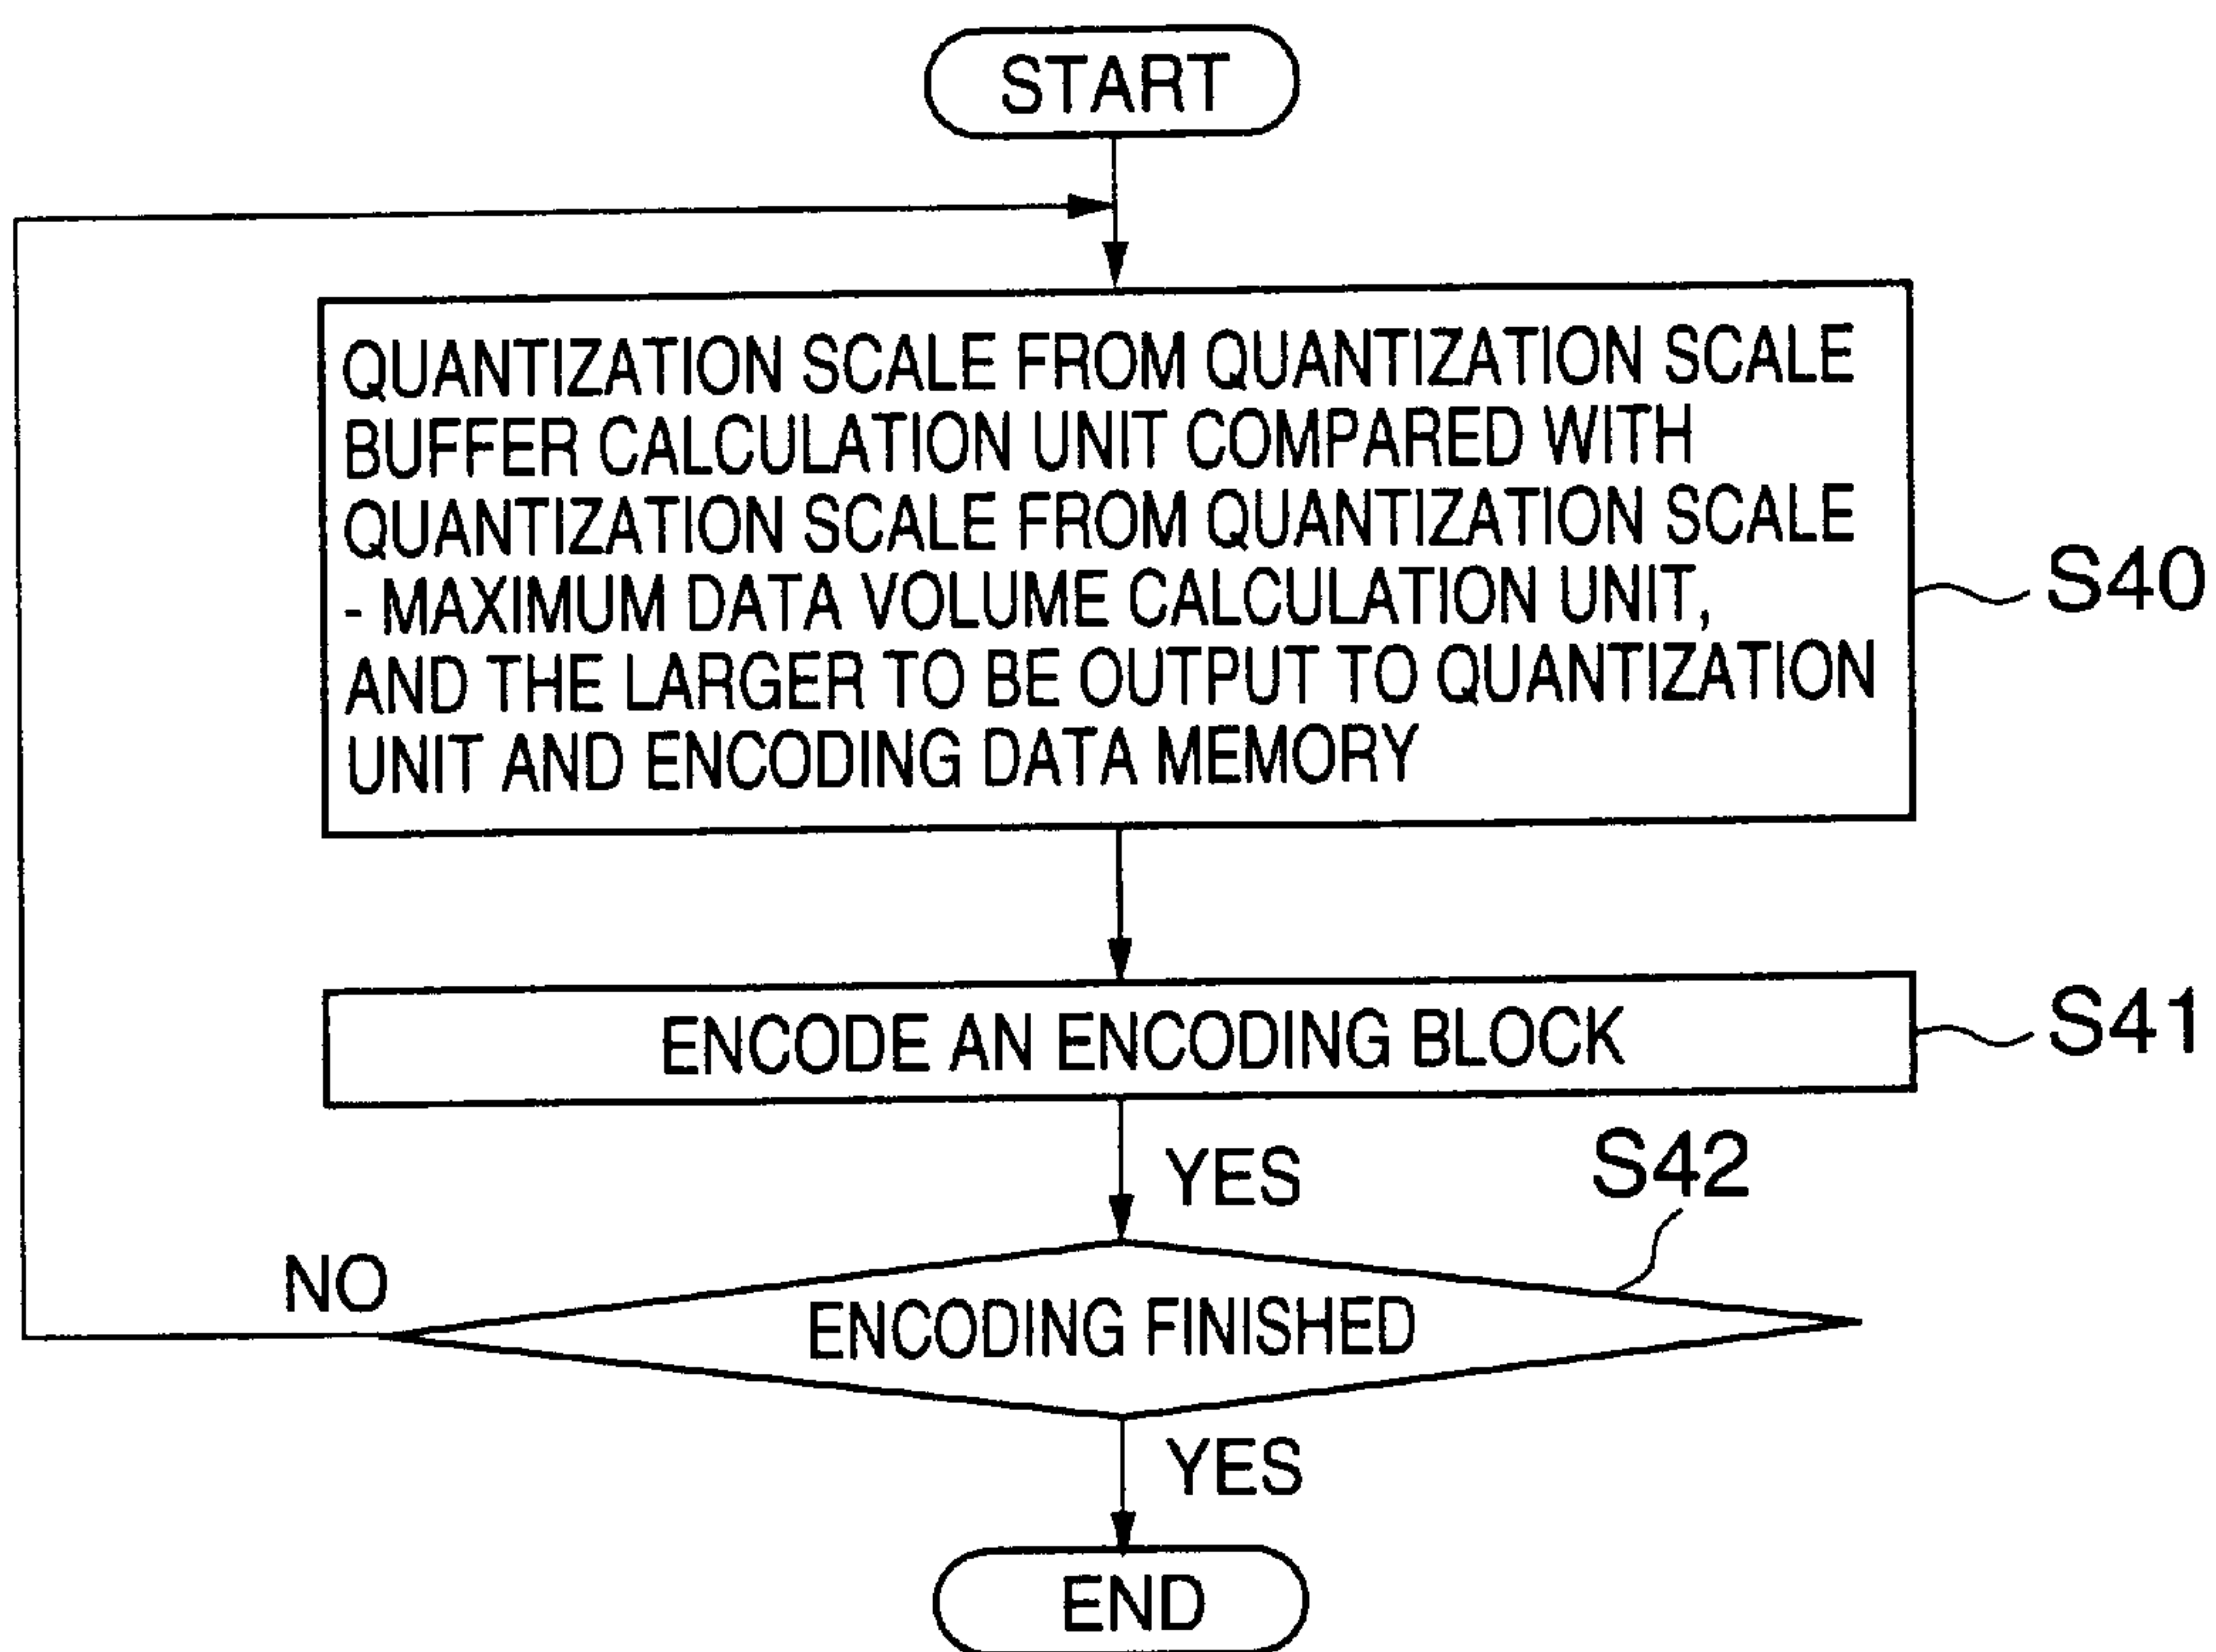 START
QUANTIZATION SCALE FROM QUANTIZATION SCALE
BUFFER CALCULATION UNIT COMPARED WITH
QUANTIZATION SCALE FROM QUANTIZATION SCALE
- MAXIMUM DATA VOLUME CALCULATION UNIT,
AND THE LARGER TO BE OUTPUT TO QUANTIZATION
UNIT AND ENCODING DATA MEMORY
S40
ENCODE AN ENCODING BLOCK
S41
YES
S42
NO
ENCODING FINISHED
YES
END